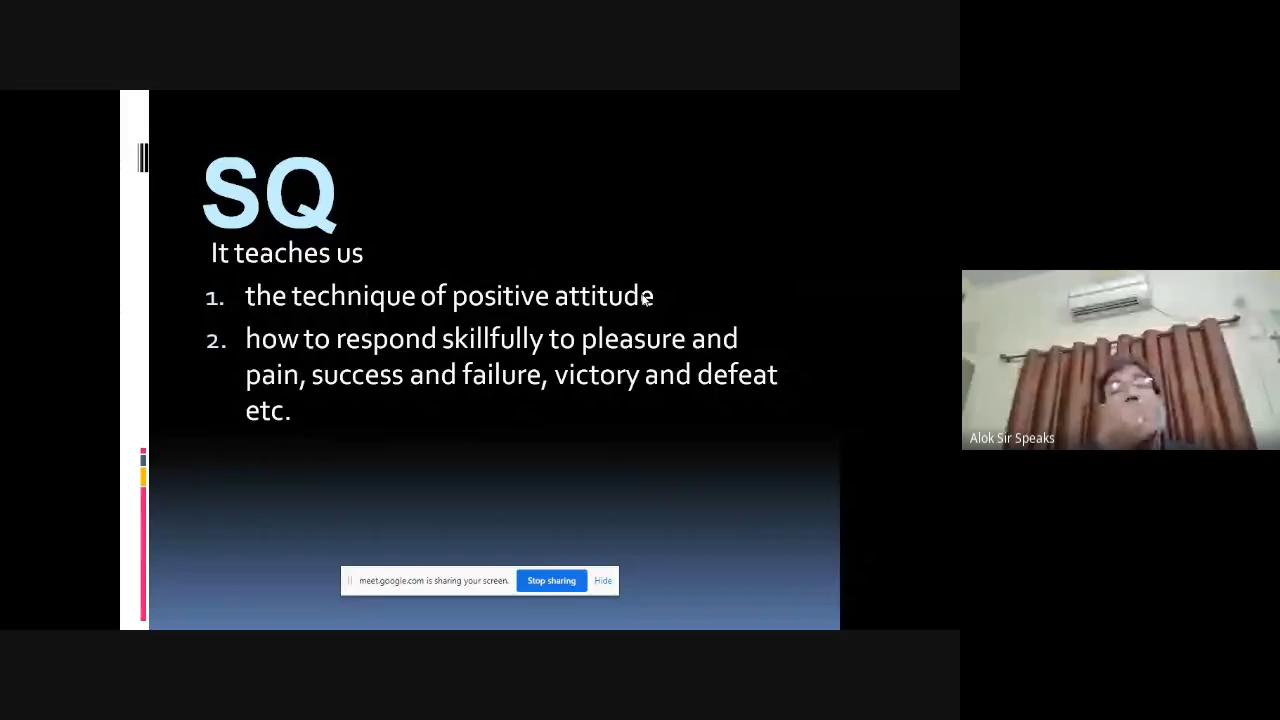 SQ
It teaches us
1. the technique of positive attitude
2. how to respond skillfully to pleasure and
pain, success and failure, victory and defeat
etc.
meet.google.com is sharing your screen. Stop sharing Hide
Alok Sir Speaks